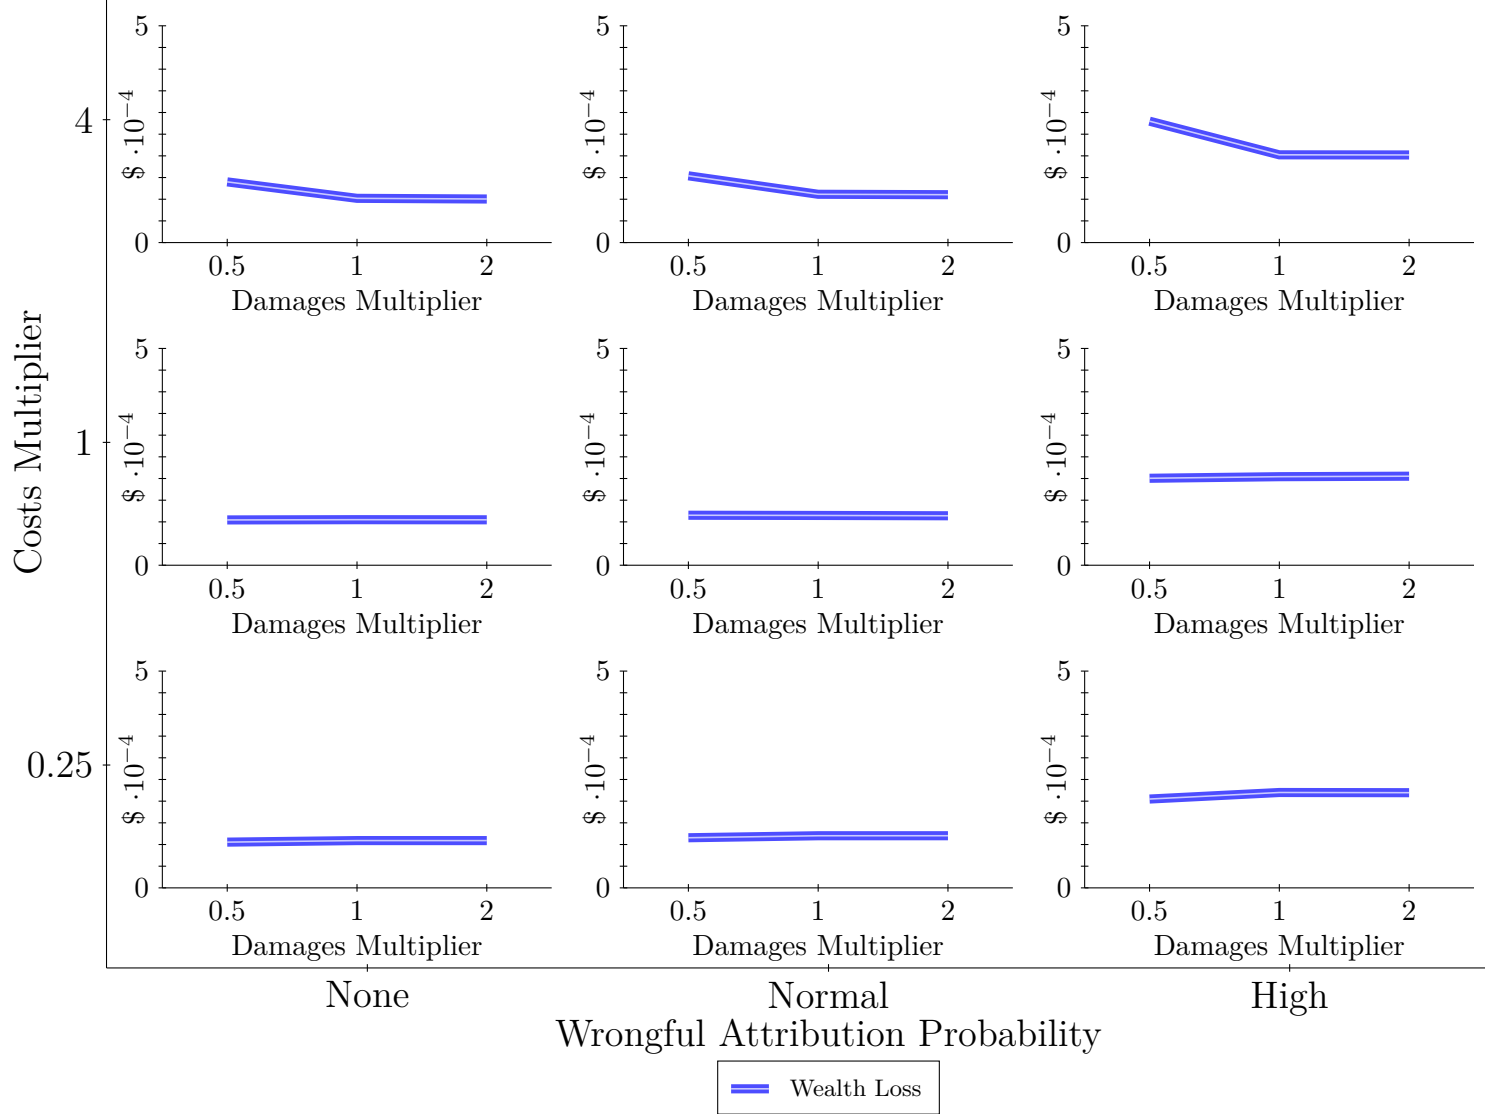 Costs Multiplier
4
5
$ ·10⁻⁴
0
0.5 1 2
Damages Multiplier
5
$ ·10⁻⁴
0
0.5 1 2
Damages Multiplier
5
$ ·10⁻⁴
0
0.5 1 2
Damages Multiplier
1
5
$ ·10⁻⁴
0
0.5 1 2
Damages Multiplier
5
$ ·10⁻⁴
0
0.5 1 2
Damages Multiplier
5
$ ·10⁻⁴
0
0.5 1 2
Damages Multiplier
0.25
5
$ ·10⁻⁴
0
0.5 1 2
Damages Multiplier
5
$ ·10⁻⁴
0
0.5 1 2
Damages Multiplier
5
$ ·10⁻⁴
0
0.5 1 2
Damages Multiplier
None Normal High
Wrongful Attribution Probability
Wealth Loss